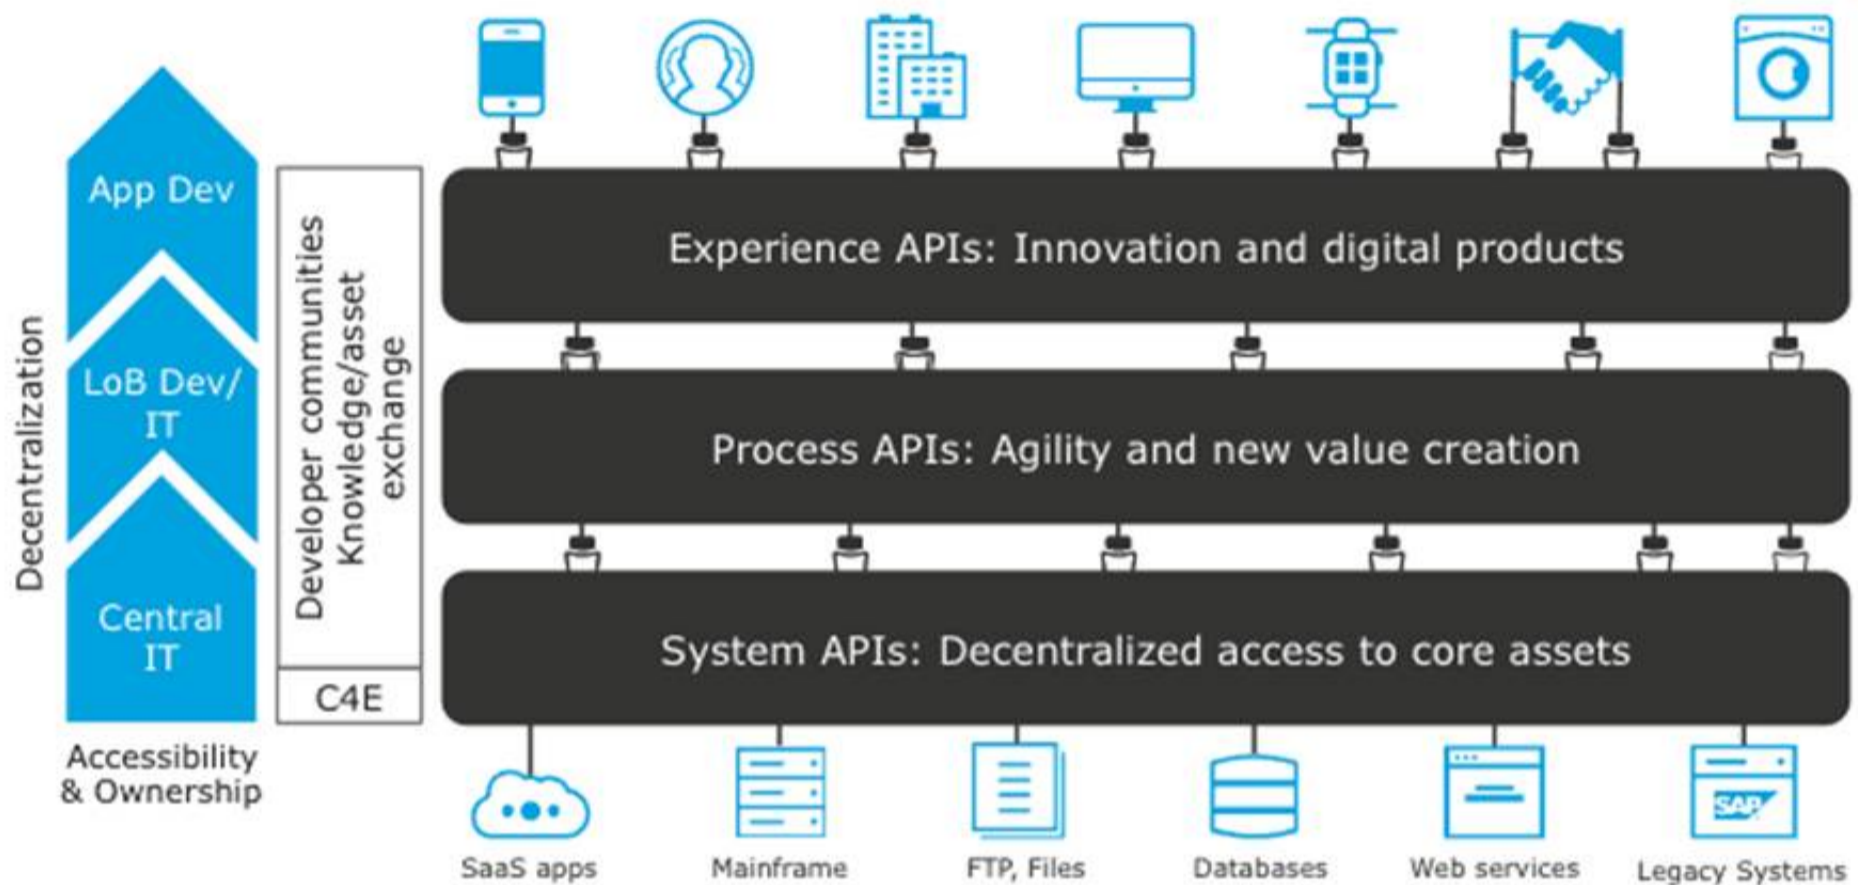 Decentralization
App Dev
LoB Dev/
IT
Central
IT
Accessibility
& Ownership
Developer communities
Knowledge/asset
exchange
C4E
Experience APIs: Innovation and digital products
Process APIs: Agility and new value creation
System APIs: Decentralized access to core assets
SAP
SaaS apps
Mainframe
FTP, Files
Databases
Web services
Legacy Systems